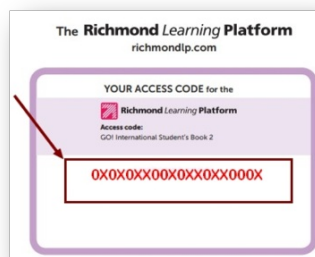 The Richmond Learning Platform
richmondlp.com
YOUR ACCESS CODE for the
Richmond Learning Platform
Access code:
GO! International Student's Book 2
0X0X0XX00X0XX0XX000X